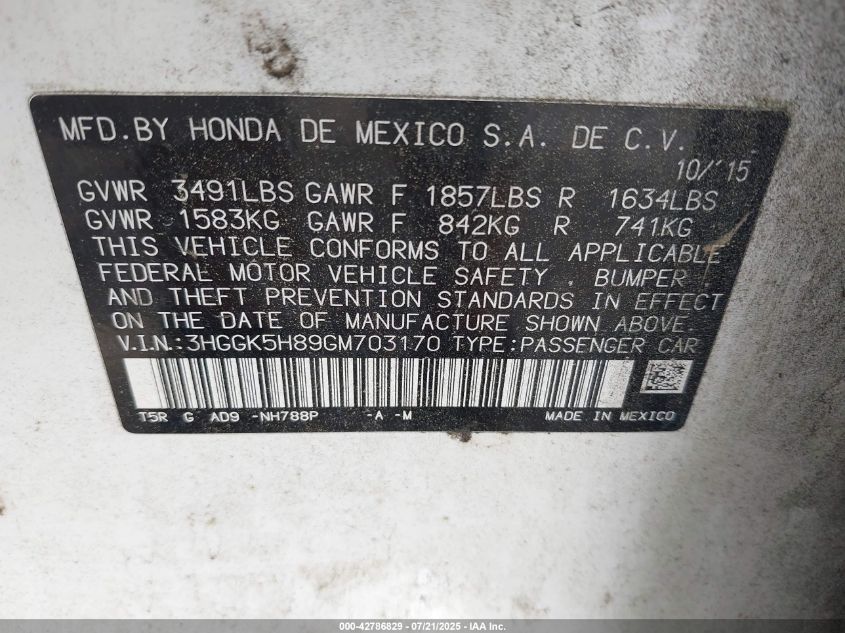 MFD.BY HONDA DE MEXICO S.A. DE C.V.
10/'15
GVWR 3491LBS GAWR F 1857LBS R 1634LBS
GVWR 1583KG GAWR F 842KG R 741KG
THIS VEHICLE CONFORMS TO ALL APPLICABLE
FEDERAL MOTOR VEHICLE SAFETY , BUMPER ,
AND THEFT PREVENTION STANDARDS IN EFFECT
ON THE DATE OF MANUFACTURE SHOWN ABOVE.
V.I.N.:3HGGK5H89GM703170 TYPE:PASSENGER CAR
T5R G AD9 -NH788P -A -M MADE IN MEXICO
000-42786829 - 07/21/2025 - IAA Inc.